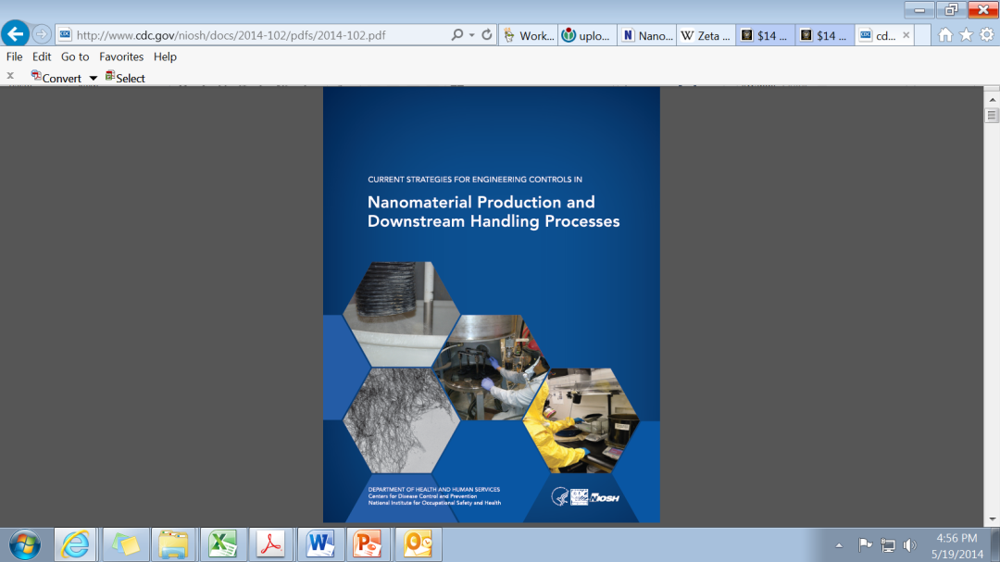 http://www.cdc.gov/niosh/docs/2014-102/pdfs/2014-102.pdf
Work...
uplo...
Nano...
Zeta ...
$14 ...
$14 ...
cd...
File Edit Go to Favorites Help
x Convert Select
CURRENT STRATEGIES FOR ENGINEERING CONTROLS IN
Nanomaterial Production and
Downstream Handling Processes
DEPARTMENT OF HEALTH AND HUMAN SERVICES
Centers for Disease Control and Prevention
National Institute for Occupational Safety and Health
CDC
NIOSH
4:56 PM
5/19/2014